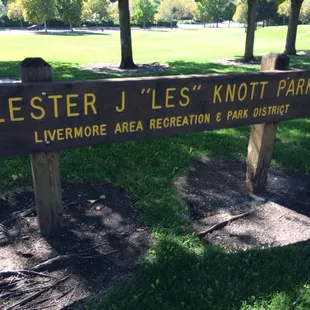 LESTER J "LES" KNOTT PARK
LIVERMORE AREA RECREATION & PARK DISTRICT